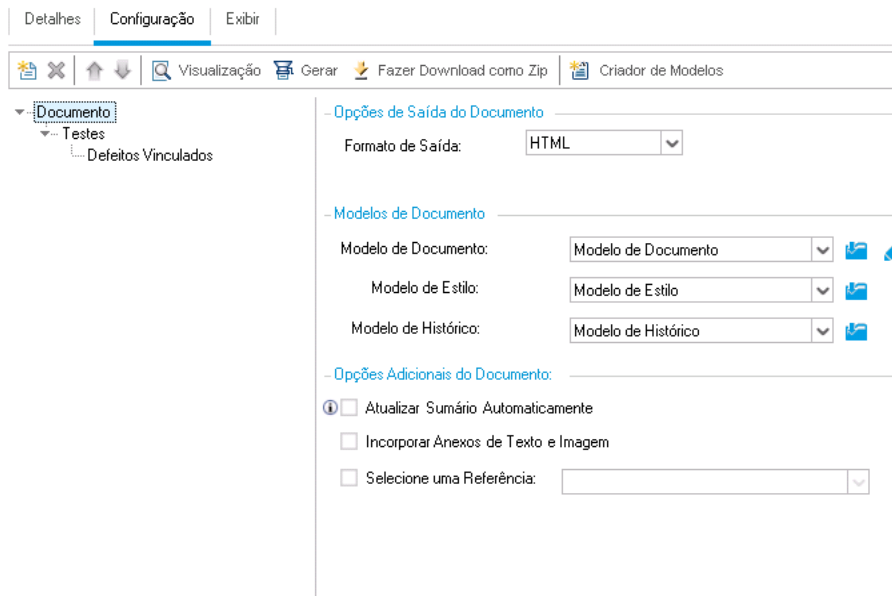 Detalhes Configuração Exibir
Visualização Gerar Fazer Download como Zip Criador de Modelos
Documento
Testes
Defeitos Vinculados
Opções de Saída do Documento
Formato de Saída: HTML
Modelos de Documento
Modelo de Documento: Modelo de Documento
Modelo de Estilo: Modelo de Estilo
Modelo de Histórico: Modelo de Histórico
Opções Adicionais do Documento:
Atualizar Sumário Automaticamente
Incorporar Anexos de Texto e Imagem
Selecione uma Referência: